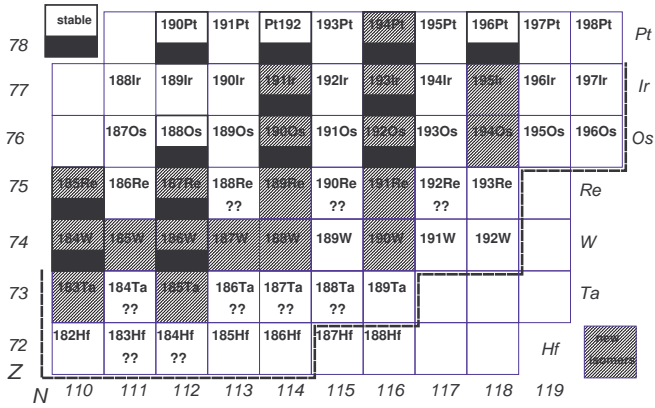 stable
78 190Pt 191Pt Pt192 193Pt 194Pt 195Pt 196Pt 197Pt 198Pt Pt
77 188Ir 189Ir 190Ir 191Ir 192Ir 193Ir 194Ir 195Ir 196Ir 197Ir Ir
76 187Os 188Os 189Os 190Os 191Os 192Os 193Os 194Os 195Os 196Os Os
75 185Re 186Re 187Re 188Re 189Re 190Re 191Re 192Re 193Re Re
?? ?? ??
74 184W 185W 186W 187W 188W 189W 190W 191W 192W W
73 183Ta 184Ta 185Ta 186Ta 187Ta 188Ta 189Ta Ta
?? ?? ?? ??
72 182Hf 183Hf 184Hf 185Hf 186Hf 187Hf 188Hf Hf
?? ??
new
isomers
Z
N 110 111 112 113 114 115 116 117 118 119